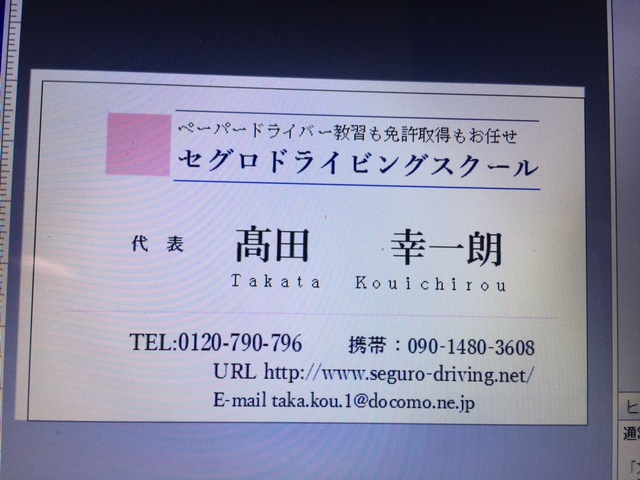 ペーパードライバー教習も免許取得もお任せ
セグロドライビングスクール
代表 髙田 幸一朗
Takata Kouichirou
TEL:0120-790-796 携帯：090-1480-3608
URL http://www.seguro-driving.net/
E-mail taka.kou.1@docomo.ne.jp
ヒ